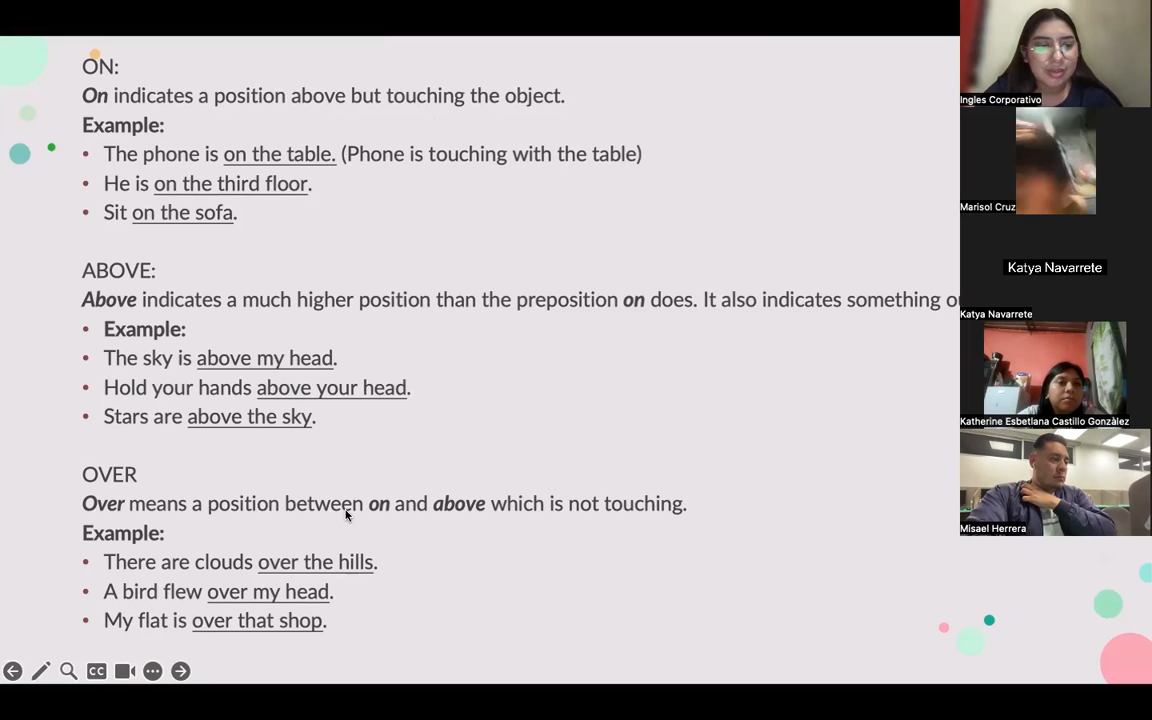 ON:
On indicates a position above but touching the object.
Example:
• The phone is on the table. (Phone is touching with the table)
• He is on the third floor.
• Sit on the sofa.
ABOVE:
Above indicates a much higher position than the preposition on does. It also indicates something
• Example:
• The sky is above my head.
• Hold your hands above your head.
• Stars are above the sky.
OVER
Over means a position between on and above which is not touching.
Example:
• There are clouds over the hills.
• A bird flew over my head.
• My flat is over that shop.
CC
Ingles Corporativo
Marisol Cruz
Katya Navarrete
Katya Navarrete
Katherine Esbetlana Castillo Gonzàlez
Misael Herrera